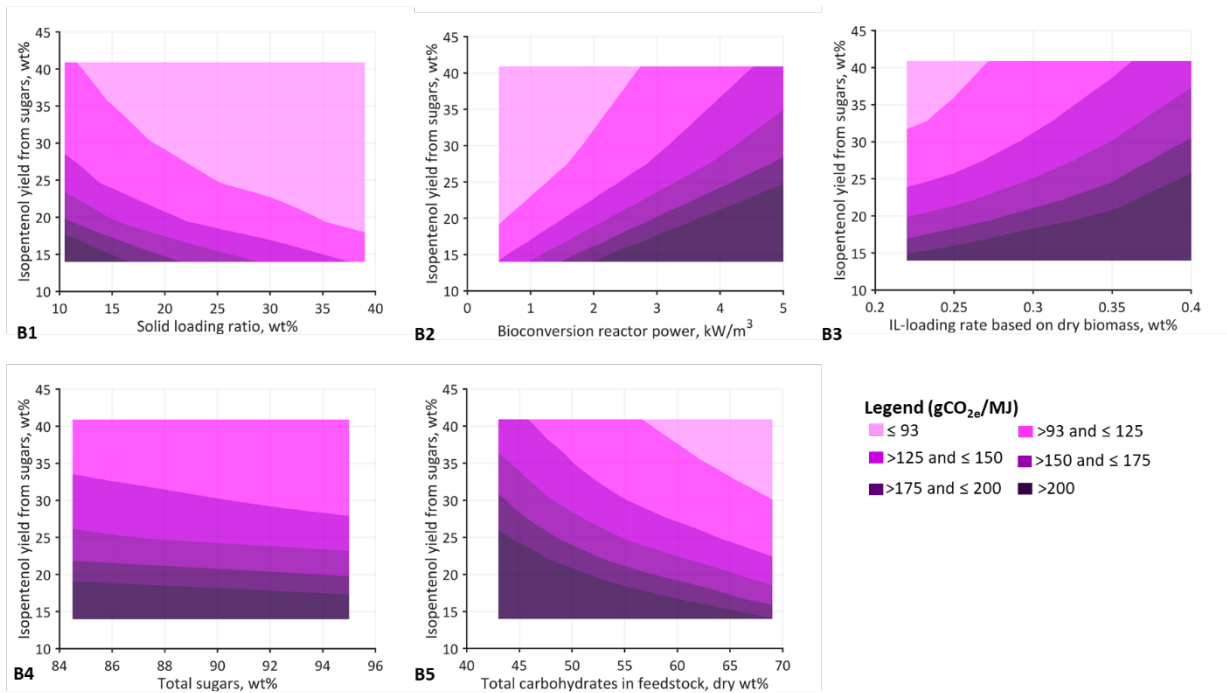 45
40
35
30
25
20
15
10
Isopentenol yield from sugars, wt%
10 15 20 25 30 35 40
Solid loading ratio, wt%
B1
45
40
35
30
25
20
15
10
Isopentenol yield from sugars, wt%
0 1 2 3 4 5
Bioconversion reactor power, kW/m³
B2
45
40
35
30
25
20
15
10
Isopentenol yield from sugars, wt%
0.2 0.25 0.3 0.35 0.4
IL-loading rate based on dry biomass, wt%
B3
45
40
35
30
25
20
15
10
Isopentenol yield from sugars, wt%
84 86 88 90 92 94 96
Total sugars, wt%
B4
45
40
35
30
25
20
15
10
Isopentenol yield from sugars, wt%
40 45 50 55 60 65 70
Total carbohydrates in feedstock, dry wt%
B5
Legend (gCO2e/MJ)
≤ 93 >93 and ≤ 125
>125 and ≤ 150 >150 and ≤ 175
>175 and ≤ 200 >200